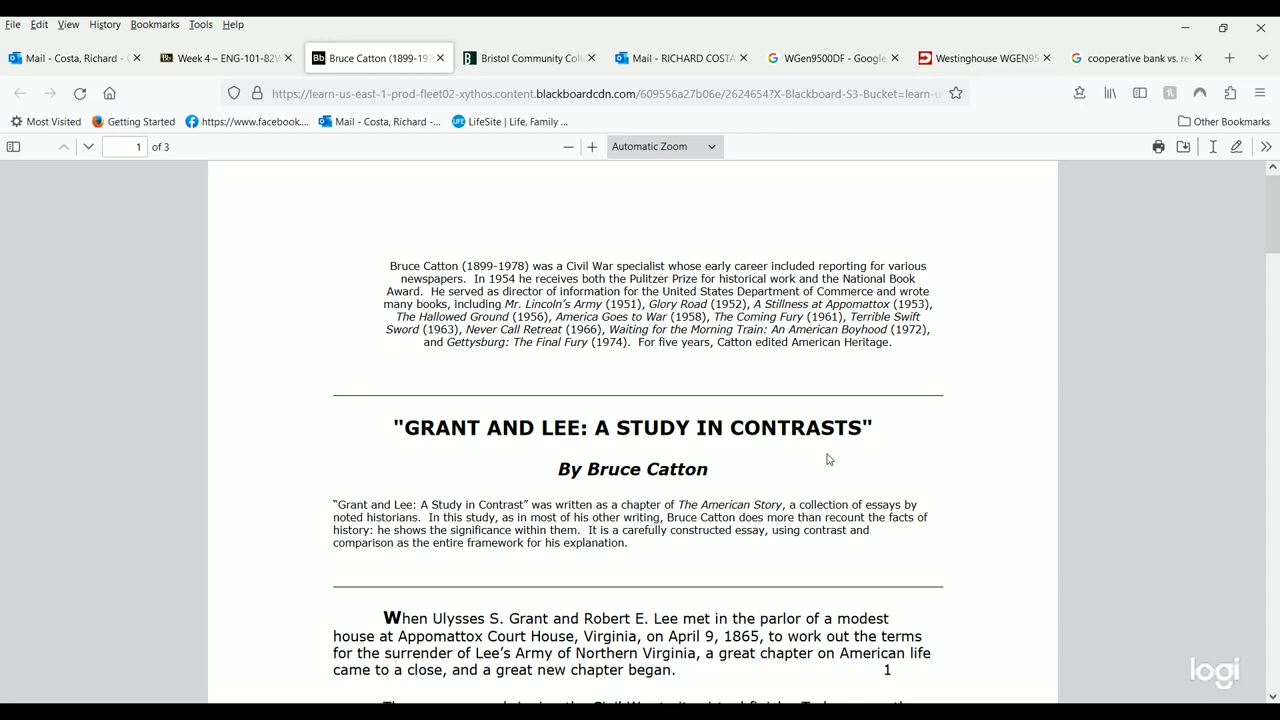 File Edit View History Bookmarks Tools Help
Mail - Costa, Richard - C
Bb Week 4 – ENG-101-82W
Bb Bruce Catton (1899-197
B Bristol Community Coll
Mail - RICHARD COSTA
WGen9500DF - Google
Westinghouse WGEN95
cooperative bank vs. re
https://learn-us-east-1-prod-fleet02-xythos.content.blackboardcdn.com/609556a27b06e/2624654?X-Blackboard-S3-Bucket=learn-u
Most Visited Getting Started https://www.facebook... Mail - Costa, Richard -... LIFE LifeSite | Life, Family ... Other Bookmarks
1 of 3 Automatic Zoom
Bruce Catton (1899-1978) was a Civil War specialist whose early career included reporting for various
newspapers. In 1954 he receives both the Pulitzer Prize for historical work and the National Book
Award. He served as director of information for the United States Department of Commerce and wrote
many books, including Mr. Lincoln's Army (1951), Glory Road (1952), A Stillness at Appomattox (1953),
The Hallowed Ground (1956), America Goes to War (1958), The Coming Fury (1961), Terrible Swift
Sword (1963), Never Call Retreat (1966), Waiting for the Morning Train: An American Boyhood (1972),
and Gettysburg: The Final Fury (1974). For five years, Catton edited American Heritage.
"GRANT AND LEE: A STUDY IN CONTRASTS"
By Bruce Catton
"Grant and Lee: A Study in Contrast" was written as a chapter of The American Story, a collection of essays by
noted historians. In this study, as in most of his other writing, Bruce Catton does more than recount the facts of
history: he shows the significance within them. It is a carefully constructed essay, using contrast and
comparison as the entire framework for his explanation.
When Ulysses S. Grant and Robert E. Lee met in the parlor of a modest
house at Appomattox Court House, Virginia, on April 9, 1865, to work out the terms
for the surrender of Lee's Army of Northern Virginia, a great chapter on American life
came to a close, and a great new chapter began. 1
logi